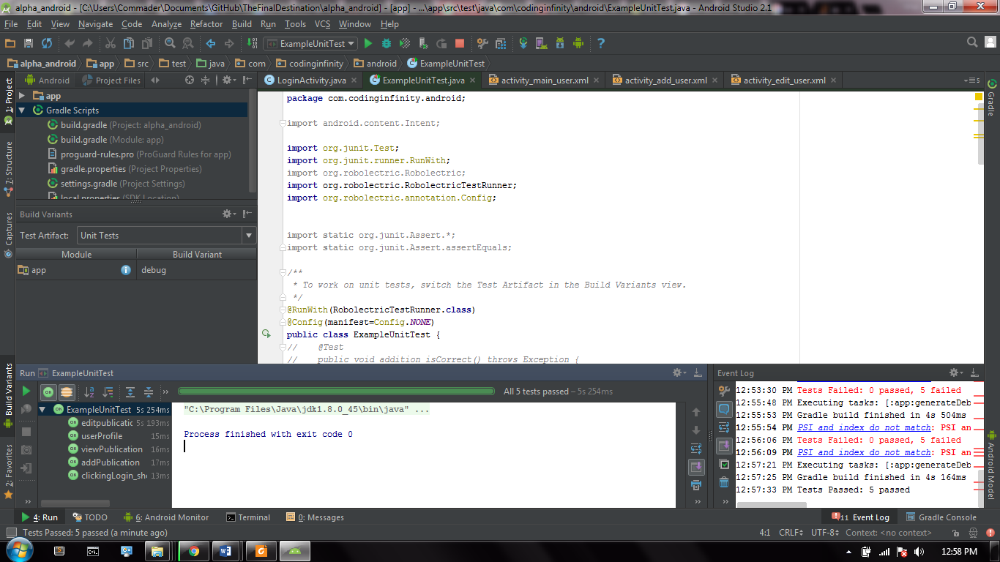 alpha_android - [C:\Users\Commader\Documents\GitHub\TheFinalDestination\alpha_android] - [app] - ...\app\src\test\java\com\codinginfinity\android\ExampleUnitTest.java - Android Studio 2.1
File Edit View Navigate Code Analyze Refactor Build Run Tools VCS Window Help
ExampleUnitTest
alpha_android app src test java com codinginfinity android ExampleUnitTest
1: Project
7: Structure
Captures
Build Variants
2: Favorites
Android Project Files
app
Gradle Scripts
build.gradle (Project: alpha_android)
build.gradle (Module: app)
proguard-rules.pro (ProGuard Rules for app)
gradle.properties (Project Properties)
settings.gradle (Project Settings)
local.properties (SDK Location)
Build Variants
Test Artifact: Unit Tests
Module Build Variant
app debug
LoginActivity.java ExampleUnitTest.java activity_main_user.xml activity_add_user.xml activity_edit_user.xml
5
package com.codinginfinity.android;
import android.content.Intent;
import org.junit.Test;
import org.junit.runner.RunWith;
import org.robolectric.Robolectric;
import org.robolectric.RobolectricTestRunner;
import org.robolectric.annotation.Config;
import static org.junit.Assert.*;
import static org.junit.Assert.assertEquals;
/**
* To work on unit tests, switch the Test Artifact in the Build Variants view.
*/
@RunWith(RobolectricTestRunner.class)
@Config(manifest=Config.NONE)
public class ExampleUnitTest {
// @Test
// public void addition_isCorrect() throws Exception {
Gradle
Android Model
Run ExampleUnitTest
All 5 tests passed – 5s 254ms
ExampleUnitTest 5s 254ms
editpublicatic 5s 193ms
userProfile 15ms
viewPublication 16ms
addPublication 17ms
clickingLogin_sh 13ms
"C:\Program Files\Java\jdk1.8.0_45\bin\java" ...
Process finished with exit code 0
Event Log
12:53:30 PM Tests Failed: 0 passed, 5 failed
12:55:48 PM Executing tasks: [:app:generateDeb
12:55:53 PM Gradle build finished in 4s 504ms
12:55:54 PM PSI and index do not match: PSI an
12:56:06 PM Tests Failed: 0 passed, 5 failed
12:56:09 PM PSI and index do not match: PSI an
12:57:21 PM Executing tasks: [:app:generateDeb
12:57:25 PM Gradle build finished in 4s 164ms
12:57:33 PM Tests Passed: 5 passed
4: Run TODO 6: Android Monitor Terminal 0: Messages 11 Event Log Gradle Console
Tests Passed: 5 passed (a minute ago) 4:1 CRLF UTF-8 Context: <no context>
12:58 PM